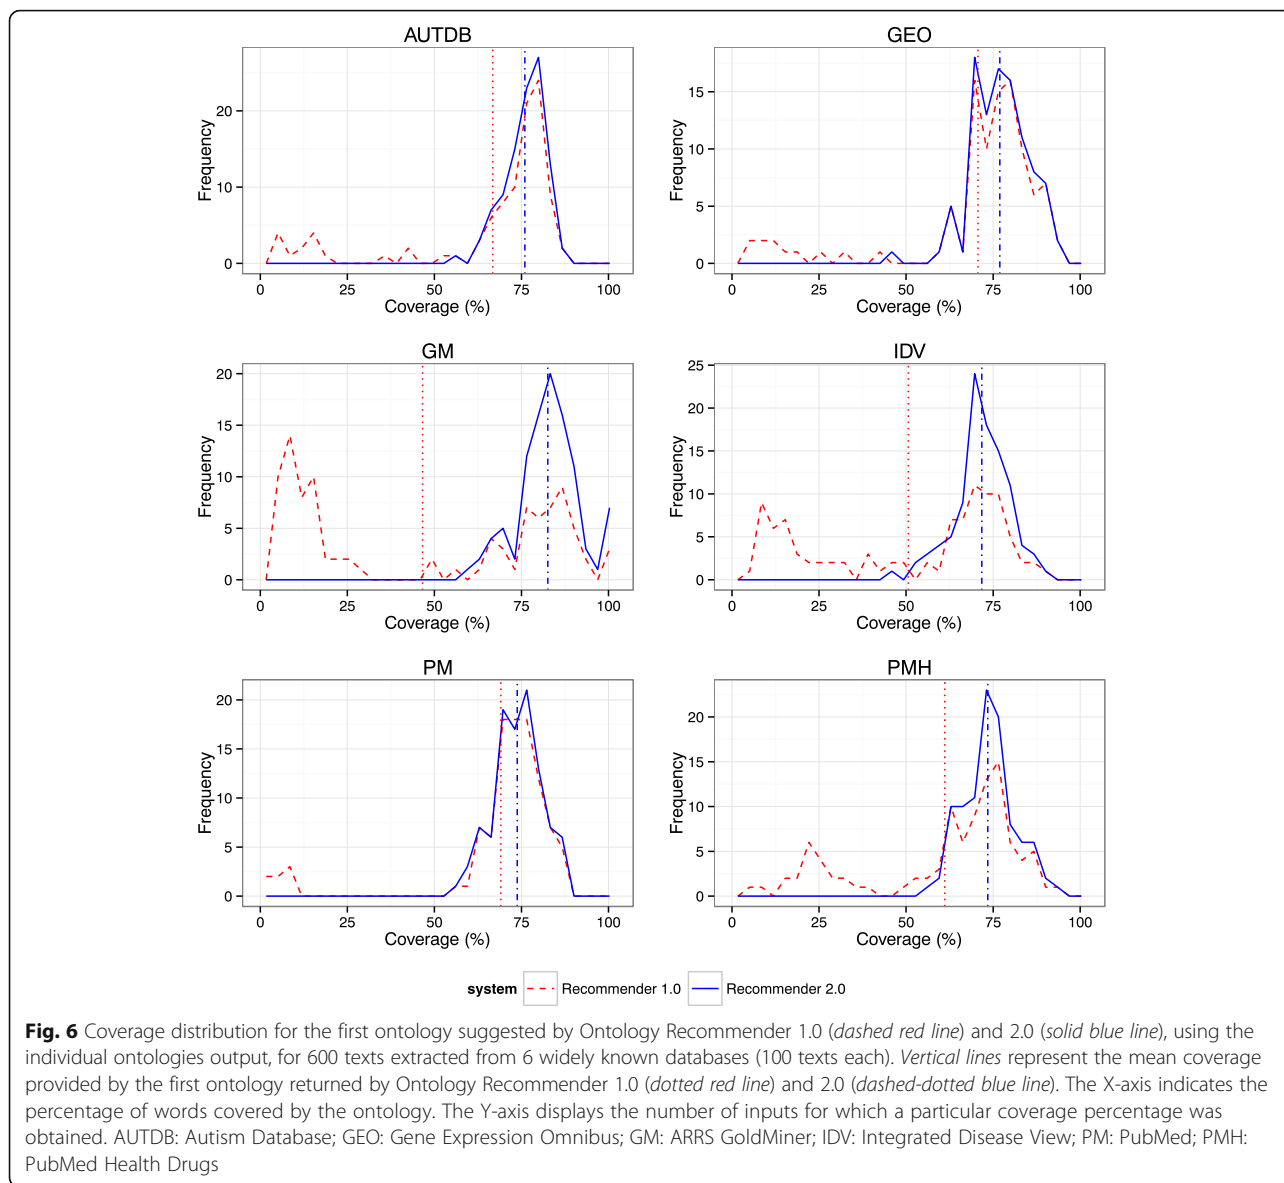 AUTDB
Frequency
20
10
0
0 25 50 75 100
Coverage (%)
GEO
Frequency
15
10
5
0
0 25 50 75 100
Coverage (%)
GM
Frequency
20
15
10
5
0
0 25 50 75 100
Coverage (%)
IDV
Frequency
25
20
15
10
5
0
0 25 50 75 100
Coverage (%)
PM
Frequency
20
15
10
5
0
0 25 50 75 100
Coverage (%)
PMH
Frequency
20
15
10
5
0
0 25 50 75 100
Coverage (%)
system Recommender 1.0 Recommender 2.0
Fig. 6 Coverage distribution for the first ontology suggested by Ontology Recommender 1.0 (dashed red line) and 2.0 (solid blue line), using the
individual ontologies output, for 600 texts extracted from 6 widely known databases (100 texts each). Vertical lines represent the mean coverage
provided by the first ontology returned by Ontology Recommender 1.0 (dotted red line) and 2.0 (dashed-dotted blue line). The X-axis indicates the
percentage of words covered by the ontology. The Y-axis displays the number of inputs for which a particular coverage percentage was
obtained. AUTDB: Autism Database; GEO: Gene Expression Omnibus; GM: ARRS GoldMiner; IDV: Integrated Disease View; PM: PubMed; PMH:
PubMed Health Drugs